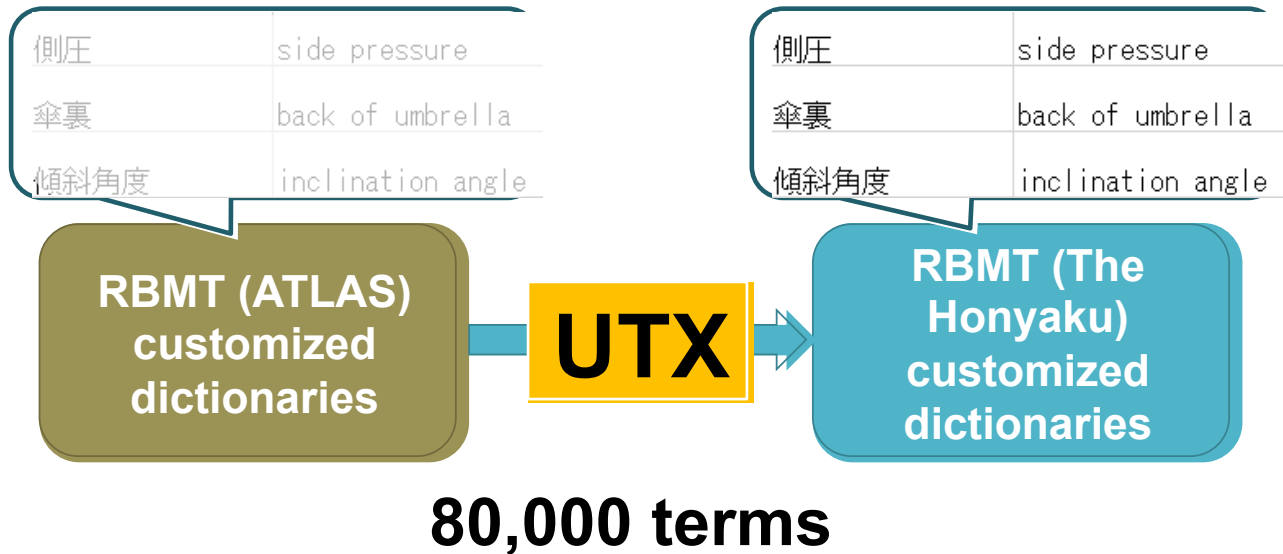 側圧 side pressure
傘裏 back of umbrella
傾斜角度 inclination angle
側圧 side pressure
傘裏 back of umbrella
傾斜角度 inclination angle
RBMT (ATLAS)
customized
dictionaries
UTX
RBMT (The
Honyaku)
customized
dictionaries
80,000 terms